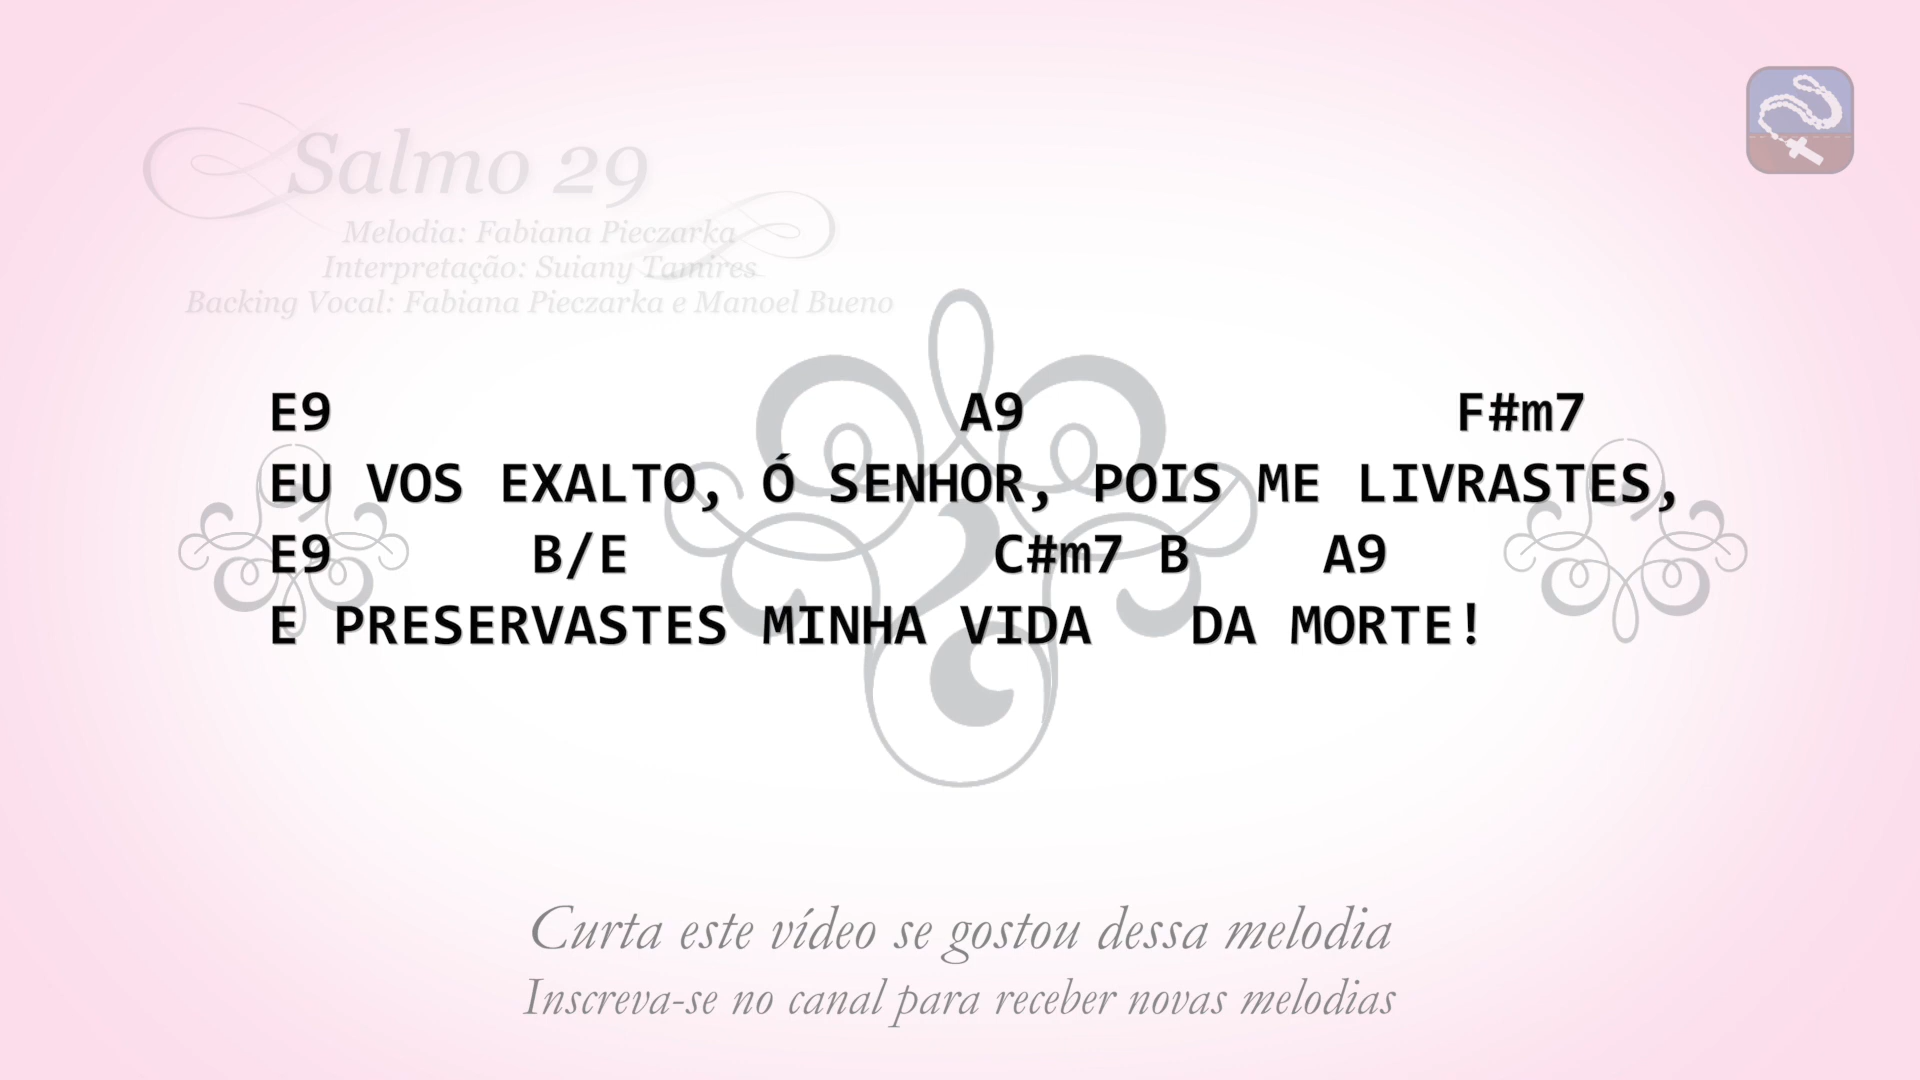 Salmo 29
Melodia: Fabiana Pieczarka
Interpretação: Suiany Tamires
Backing Vocal: Fabiana Pieczarka e Manoel Bueno
E9 A9 F#m7
EU VOS EXALTO, Ó SENHOR, POIS ME LIVRASTES,
E9 B/E C#m7 B A9
E PRESERVASTES MINHA VIDA DA MORTE!
Curta este vídeo se gostou dessa melodia
Inscreva-se no canal para receber novas melodias